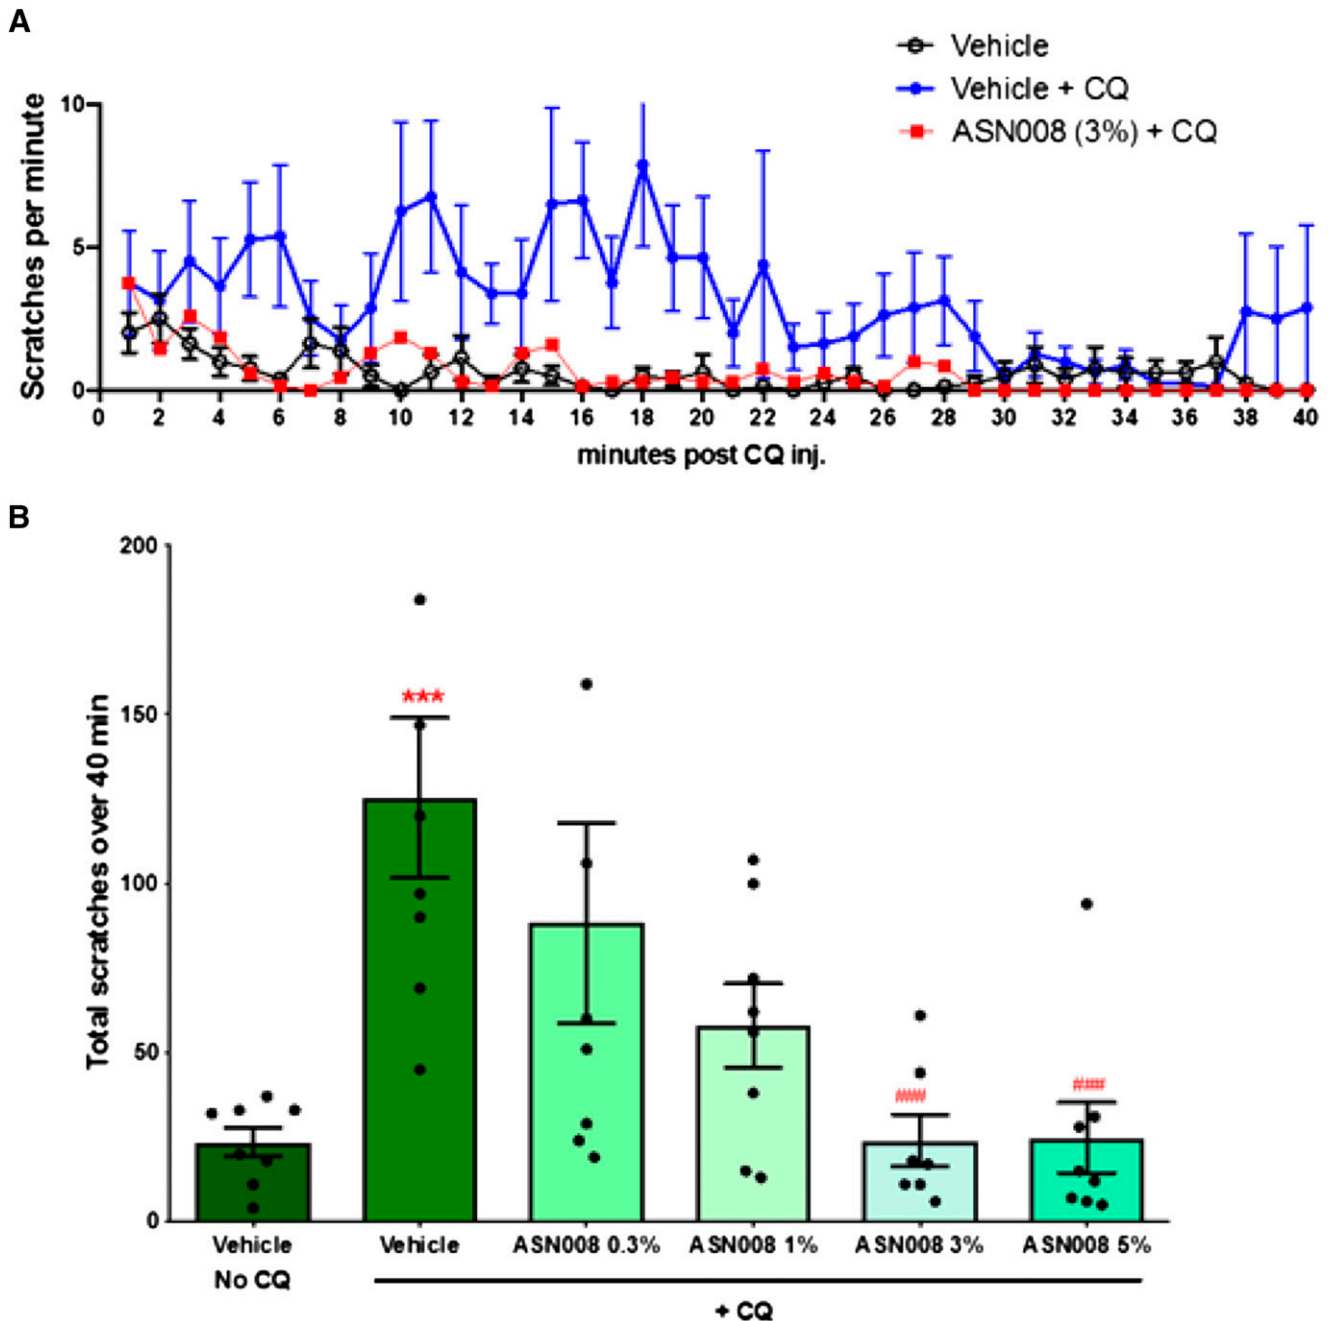 A
Vehicle
Vehicle + CQ
ASN008 (3%) + CQ
Scratches per minute
10
5
0
0 2 4 6 8 10 12 14 16 18 20 22 24 26 28 30 32 34 36 38 40
minutes post CQ inj.
B
Total scratches over 40 min
200
150
100
50
0
***
###
###
Vehicle Vehicle ASN008 0.3% ASN008 1% ASN008 3% ASN008 5%
No CQ
+ CQ